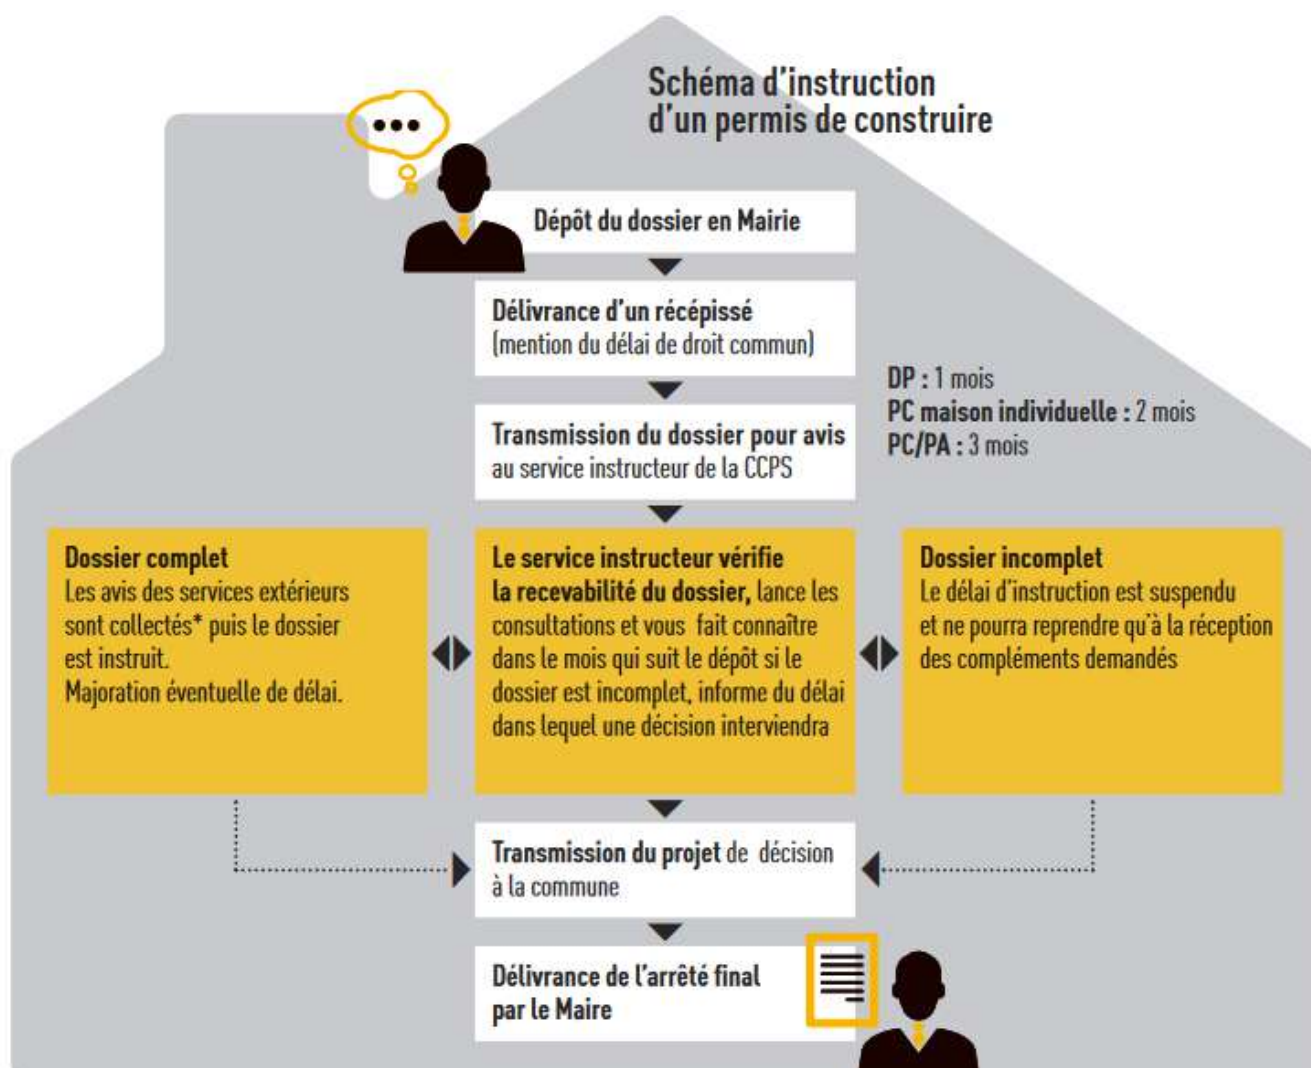 Schéma d'instruction
d'un permis de construire
Dépôt du dossier en Mairie
Délivrance d'un récépissé
(mention du délai de droit commun)
DP : 1 mois
PC maison individuelle : 2 mois
PC/PA : 3 mois
Transmission du dossier pour avis
au service instructeur de la CCPS
Dossier complet
Les avis des services extérieurs
sont collectés* puis le dossier
est instruit.
Majoration éventuelle de délai.
Le service instructeur vérifie
la recevabilité du dossier, lance les
consultations et vous fait connaître
dans le mois qui suit le dépôt si le
dossier est incomplet, informe du délai
dans lequel une décision interviendra
Dossier incomplet
Le délai d'instruction est suspendu
et ne pourra reprendre qu'à la réection
des compléments demandés
Transmission du projet de décision
à la commune
Délivrance de l'arrêté final
par le Maire